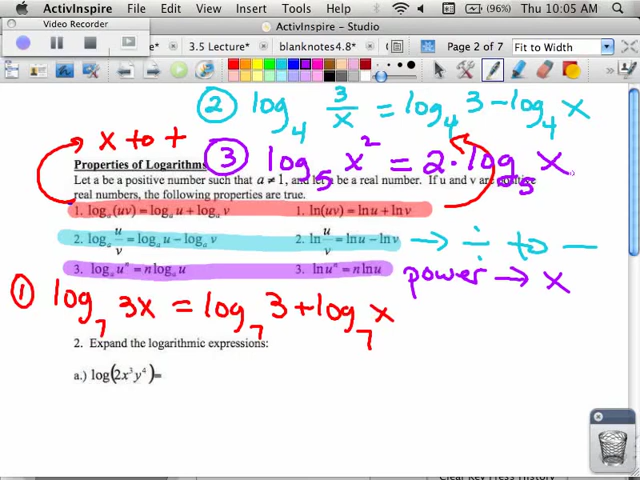 ActivInspire File Edit View Insert Tools Help (96%) Thu 10:05 AM
Video Recorder
ActivInspire - Studio
3.5 Lecture* blanknotes4.8* Page 2 of 7 Fit to Width
② log₄ 3/x = log₄ 3 - log₄ x
x to +
③ log₅ x² = 2·log₅ x
Properties of Logarithms
Let a be a positive number such that a ≠ 1, and let n be a real number. If u and v are positive
real numbers, the following properties are true.
1. logₐ(uv) = logₐ u + logₐ v 1. ln(uv) = ln u + ln v
2. logₐ u/v = logₐ u − logₐ v 2. ln u/v = ln u − ln v → ÷ to −
3. logₐ uⁿ = n logₐ u 3. ln uⁿ = n ln u power → x
① log₇ 3x = log₇ 3 + log₇ x
2. Expand the logarithmic expressions:
a.) log(2x³y⁴)=